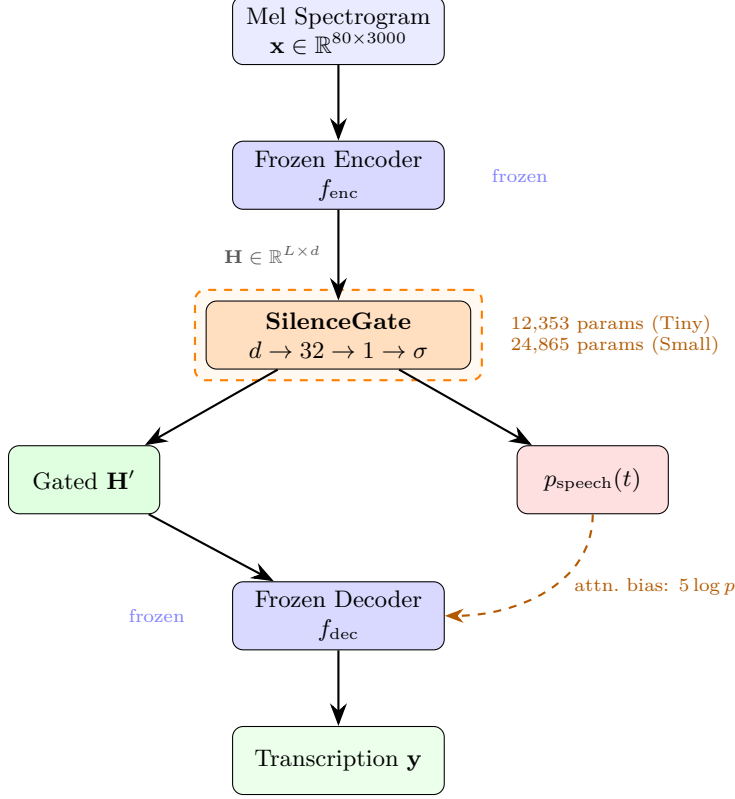 Mel Spectrogram
x ∈ ℝ^{80×3000}
Frozen Encoder
f_enc
frozen
H ∈ ℝ^{L×d}
SilenceGate
d → 32 → 1 → σ
12,353 params (Tiny)
24,865 params (Small)
Gated H′
p_speech(t)
attn. bias: 5 log p
Frozen Decoder
f_dec
frozen
Transcription y